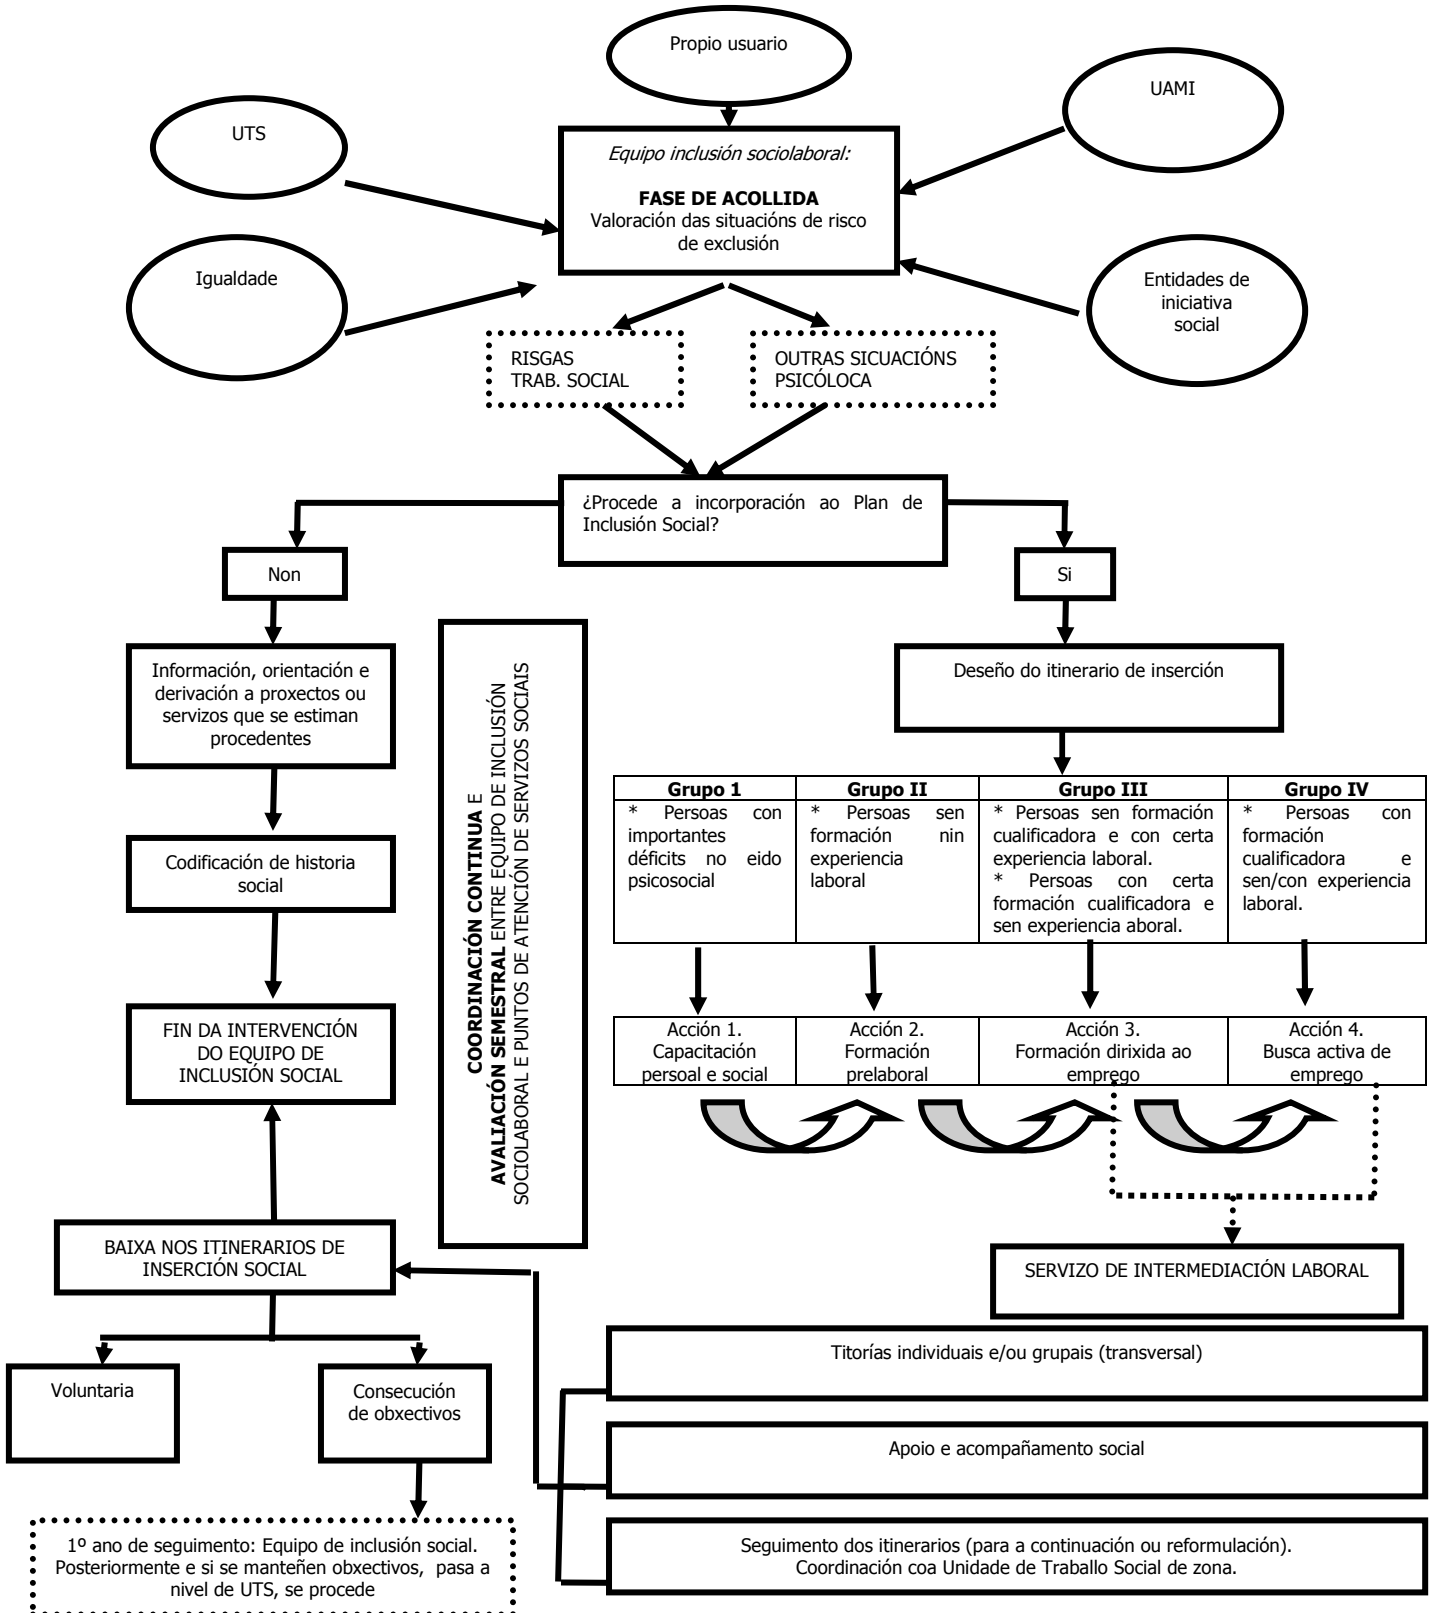 Propio usuario
UAMI
UTS
Equipo inclusión sociolaboral:
FASE DE ACOLLIDA
Valoración das situacións de risco
de exclusión
Igualdade
Entidades de
iniciativa
social
RISGAS
TRAB. SOCIAL
OUTRAS SICUACIÓNS
PSICÓLOCA
¿Procede a incorporación ao Plan de
Inclusión Social?
Non
Si
Información, orientación e
derivación a proxectos ou
servizos que se estiman
procedentes
Codificación de historia
social
FIN DA INTERVENCIÓN
DO EQUIPO DE
INCLUSIÓN SOCIAL
COORDINACIÓN CONTINUA E
AVALIACIÓN SEMESTRAL ENTRE EQUIPO DE INCLUSIÓN
SOCIOLABORAL E PUNTOS DE ATENCIÓN DE SERVIZOS SOCIAIS
Deseño do itinerario de inserción
Grupo 1
* Persoas con
importantes
déficits no eido
psicosocial
Grupo II
* Persoas sen
formación nin
experiencia
laboral
Grupo III
* Persoas sen formación
cualificadora e con certa
experiencia laboral.
* Persoas con certa
formación cualificadora e
sen experiencia aboral.
Grupo IV
* Persoas con
formación
cualificadora e
sen/con experiencia
laboral.
Acción 1.
Capacitación
persoal e social
Acción 2.
Formación
prelaboral
Acción 3.
Formación dirixida ao
emprego
Acción 4.
Busca activa de
emprego
BAIXA NOS ITINERARIOS DE
INSERCIÓN SOCIAL
SERVIZO DE INTERMEDIACIÓN LABORAL
Voluntaria
Consecución
de obxectivos
Titorías individuais e/ou grupais (transversal)
Apoio e acompañamento social
1º ano de seguimento: Equipo de inclusión social.
Posteriormente e si se manteñen obxectivos, pasa a
nivel de UTS, se procede
Seguimento dos itinerarios (para a continuación ou reformulación).
Coordinación coa Unidade de Traballo Social de zona.